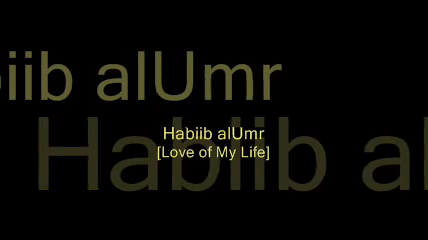 iib alUmr
Habiib alUmr
[Love of My Life]
Habiib al